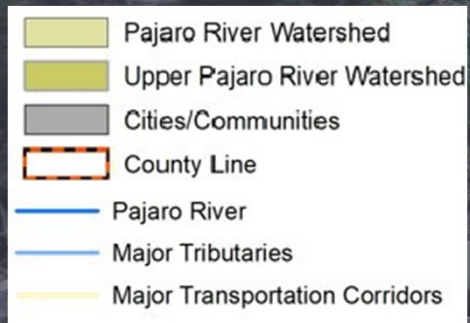 Pajaro River Watershed
Upper Pajaro River Watershed
Cities/Communities
County Line
Pajaro River
Major Tributaries
Major Transportation Corridors